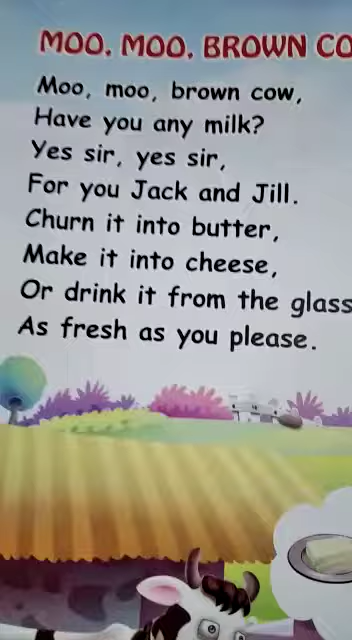 MOO, MOO, BROWN CO
Moo, moo, brown cow,
Have you any milk?
Yes sir, yes sir,
For you Jack and Jill.
Churn it into butter,
Make it into cheese,
Or drink it from the glass
As fresh as you please.